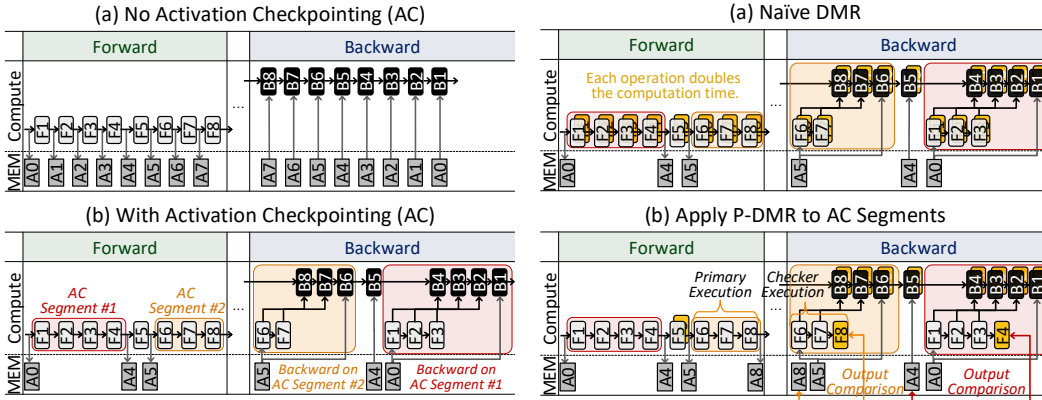 (a) No Activation Checkpointing (AC)
Forward
Backward
Compute
F1 F2 F3 F4 F5 F6 F7 F8
...
B8 B7 B6 B5 B4 B3 B2 B1
MEM
A0 A1 A2 A3 A4 A5 A6 A7
A7 A6 A5 A4 A3 A2 A1 A0
(b) With Activation Checkpointing (AC)
Forward
Backward
Compute
AC
Segment #1
AC
Segment #2
F1 F2 F3 F4 F5 F6 F7 F8
...
B8 B7 B6 B5 B4 B3 B2 B1
F6 F7
F1 F2 F3
MEM
A0 A4 A5
A5 A4 A0
Backward on
AC Segment #2
Backward on
AC Segment #1
(a) Naïve DMR
Forward
Backward
Compute
Each operation doubles
the computation time.
F1 F2 F3 F4 F5 F6 F7 F8
...
B8 B7 B6 B5 B4 B3 B2 B1
F6 F7
F1 F2 F3
MEM
A0 A4 A5
A5 A4 A0
(b) Apply P-DMR to AC Segments
Forward
Backward
Compute
Primary
Execution
Checker
Execution
F1 F2 F3 F4 F5 F6 F7 F8
...
B8 B7 B6 B5 B4 B3 B2 B1
F6 F7 F8
F1 F2 F3 F4
MEM
A0 A4 A5 A8
A8 A5 A4 A0
Output
Comparison
Output
Comparison